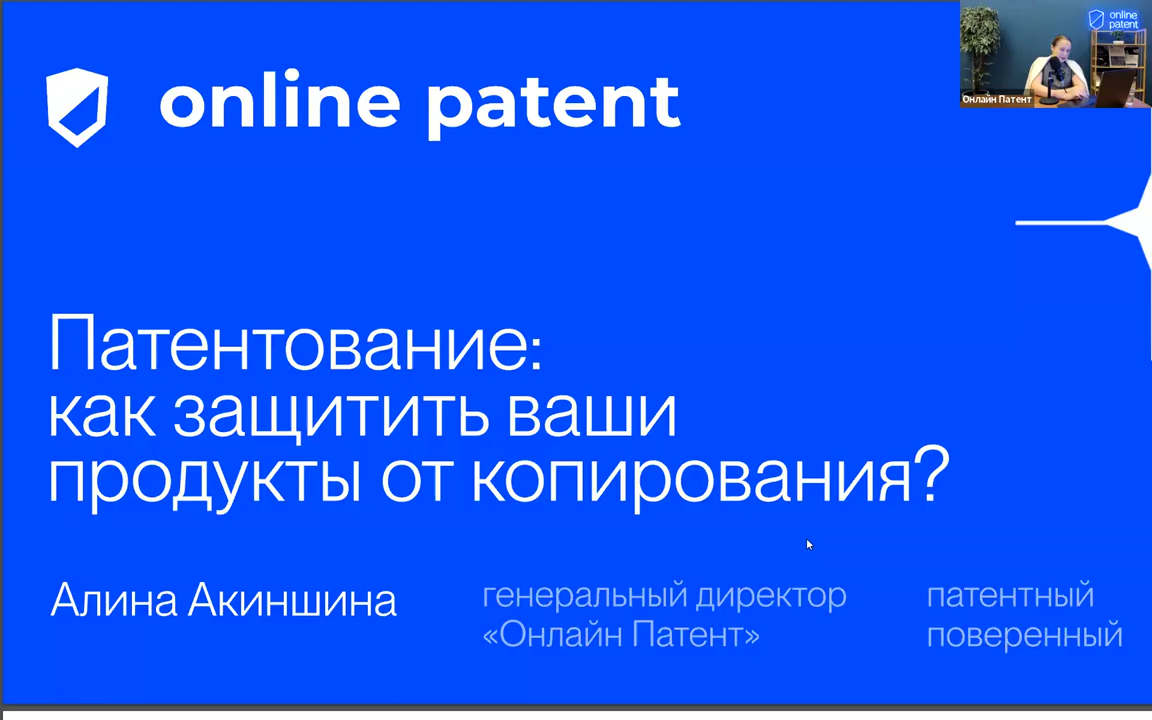 online patent
online
patent
Онлайн Патент
Патентование:
как защитить ваши
продукты от копирования?
Алина Акиншина
генеральный директор
«Онлайн Патент»
патентный
поверенный